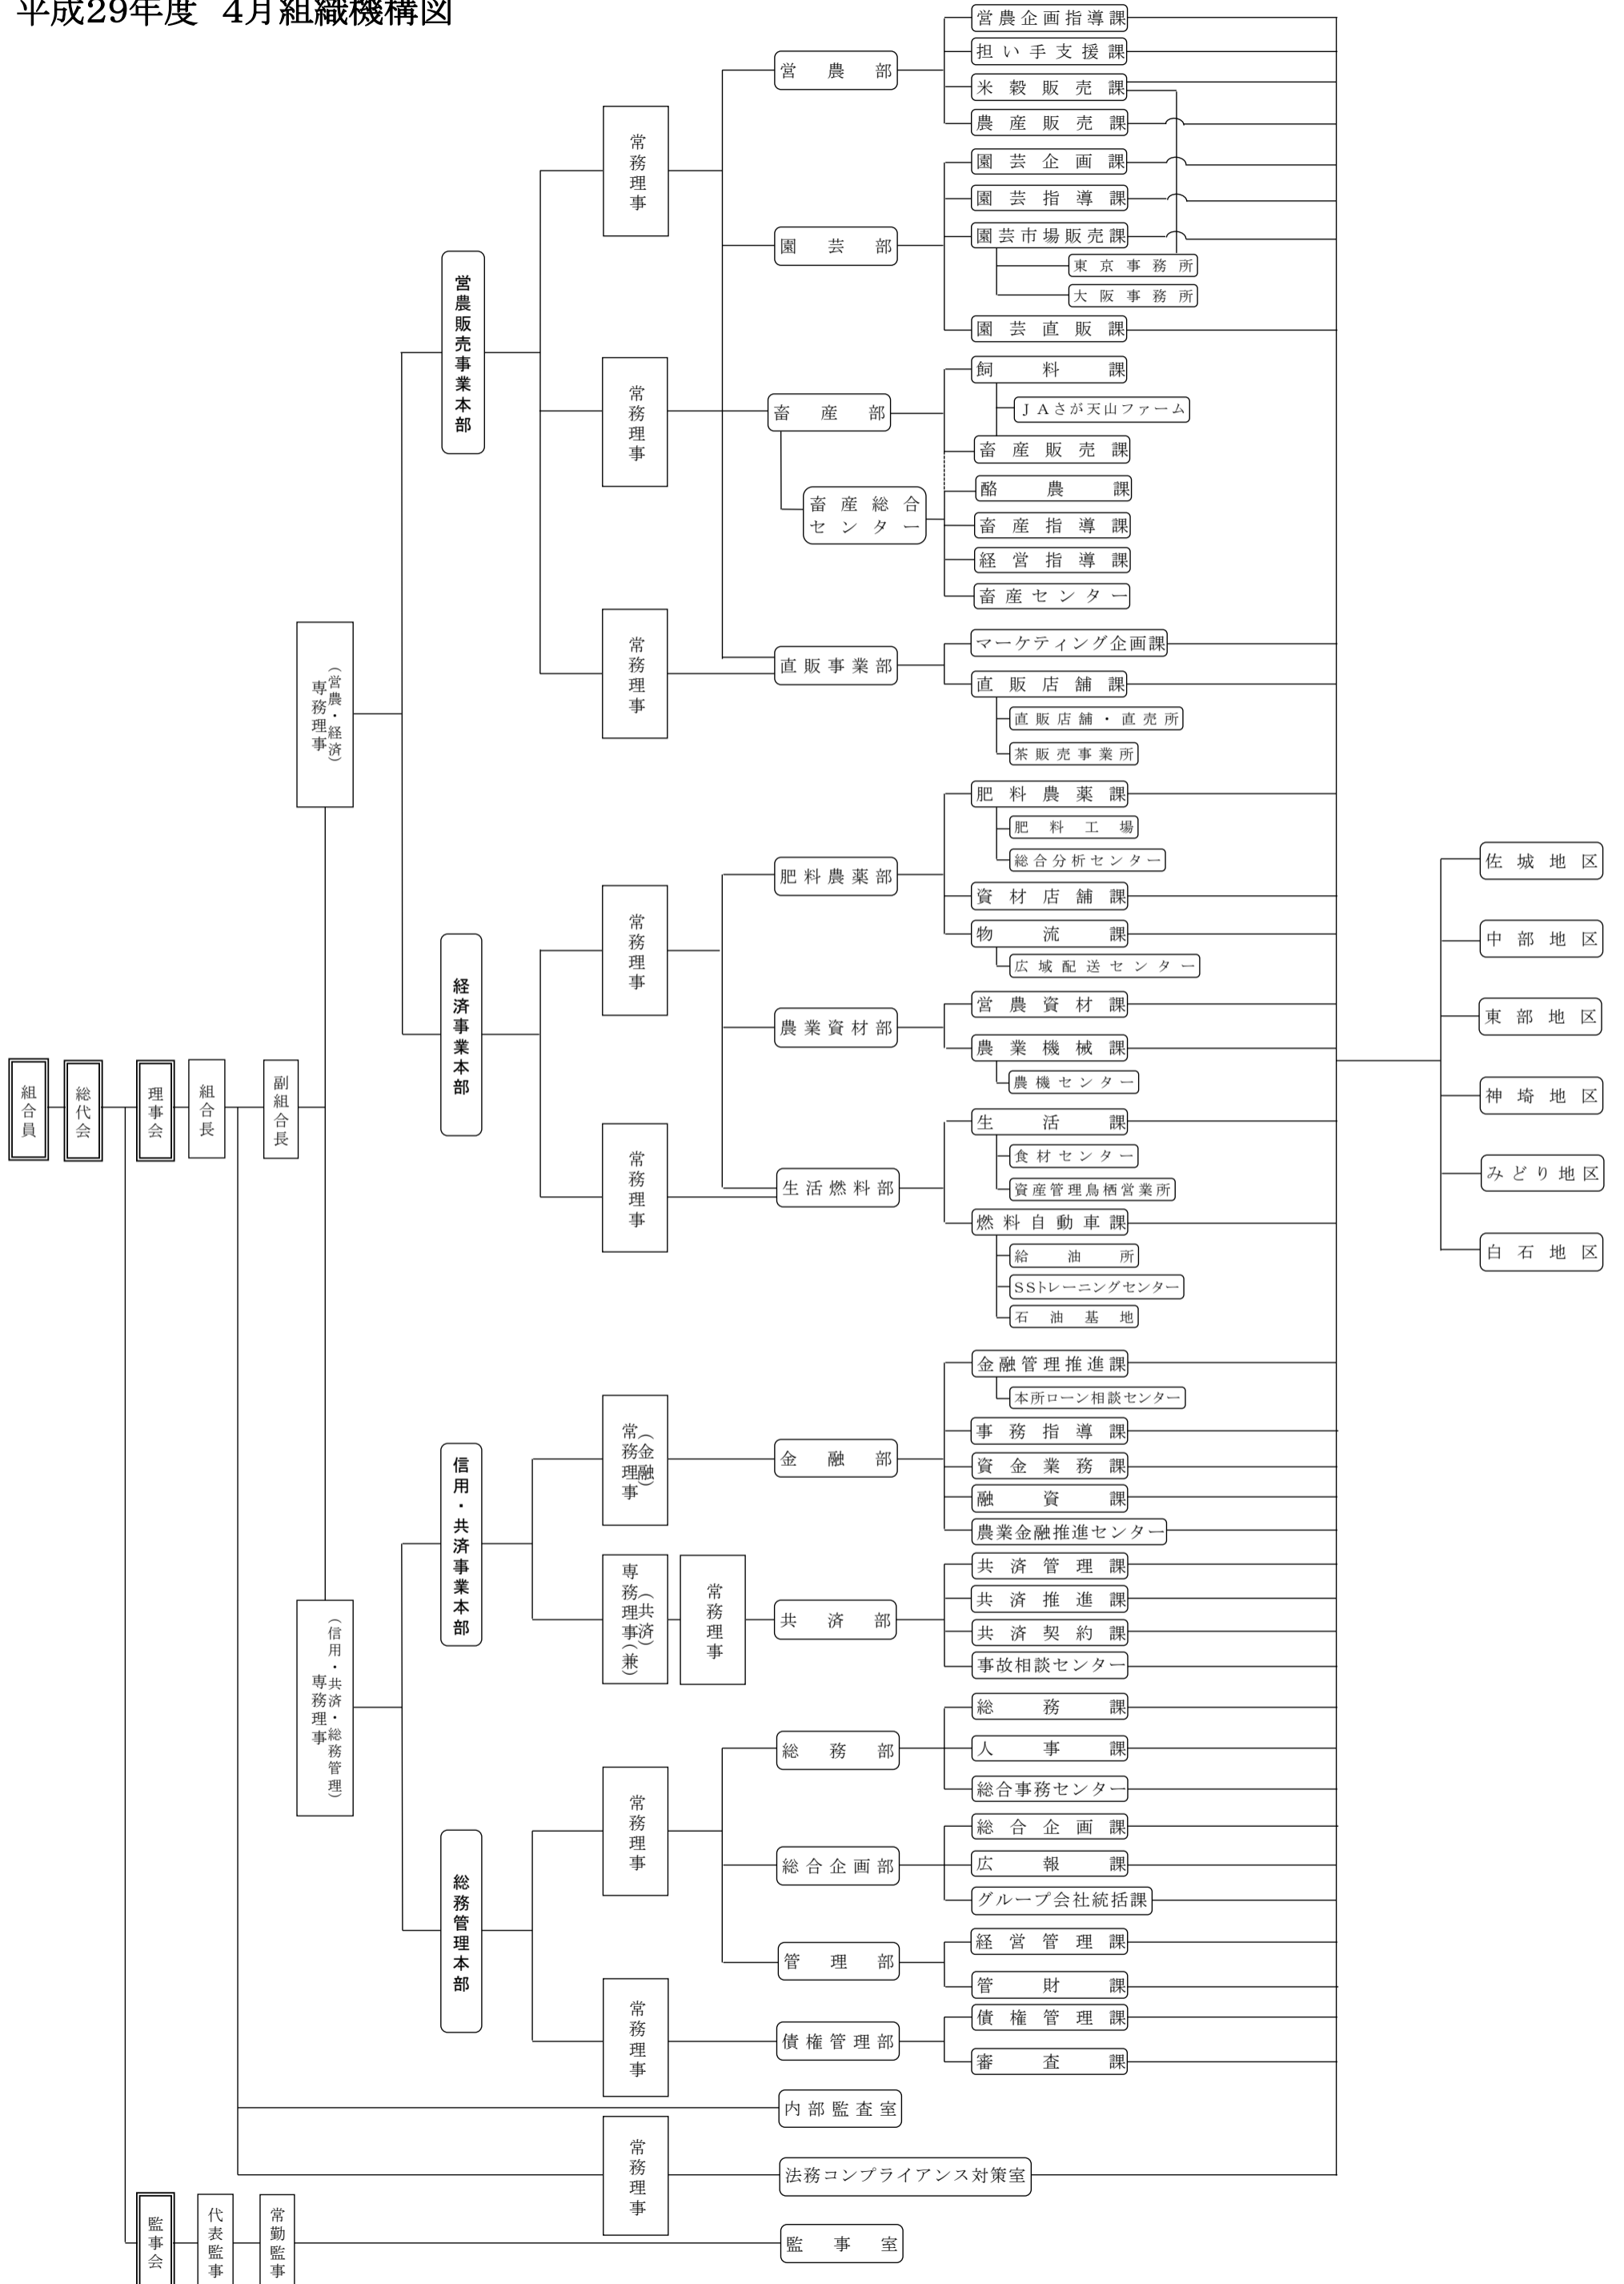 平成29年度 4月組織機構図
組合員
総代会
理事会
組合長
副組合長
専務理事
（営農・経済）
営農販売事業本部
常務理事
営農部
営農企画指導課
担い手支援課
米穀販売課
農産販売課
園芸部
園芸企画課
園芸指導課
園芸市場販売課
東京事務所
大阪事務所
園芸直販課
常務理事
畜産部
飼料課
ＪＡさが天山ファーム
畜産販売課
畜産総合
センター
酪農課
畜産指導課
経営指導課
畜産センター
常務理事
直販事業部
マーケティング企画課
直販店舗課
直販店舗・直売所
茶販売事業所
経済事業本部
常務理事
肥料農薬部
肥料農薬課
肥料工場
総合分析センター
資材店舗課
物流課
広域配送センター
農業資材部
営農資材課
農業機械課
農機センター
常務理事
生活燃料部
生活課
食材センター
資産管理鳥栖営業所
燃料自動車課
給油所
SSトレーニングセンター
石油基地
専務理事
（信用・共済・総務管理）
信用・共済事業本部
常務理事
（金融）
金融部
金融管理推進課
本所ローン相談センター
事務指導課
資金業務課
融資課
農業金融推進センター
専務理事（兼）
（共済）
常務理事
共済部
共済管理課
共済推進課
共済契約課
事故相談センター
総務管理本部
常務理事
総務部
総務課
人事課
総合事務センター
総合企画部
総合企画課
広報課
グループ会社統括課
管理部
経営管理課
管財課
常務理事
債権管理部
債権管理課
審査課
内部監査室
常務理事
法務コンプライアンス対策室
監事会
代表監事
常勤監事
監事室
佐城地区
中部地区
東部地区
神埼地区
みどり地区
白石地区